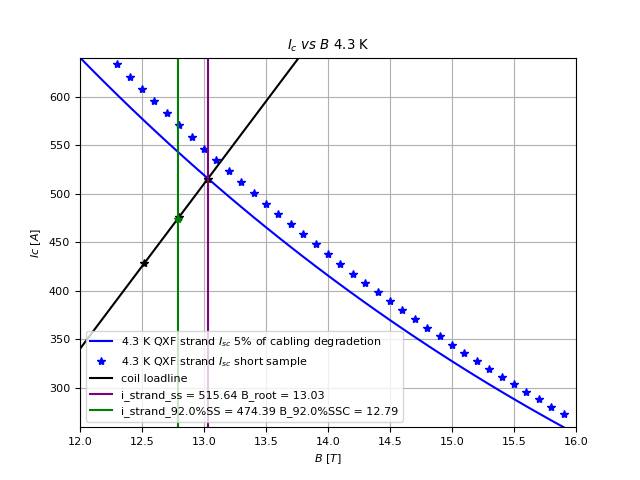 I_c vs B 4.3 K
600
550
500
450
400
350
300
Ic [A]
4.3 K QXF strand I_sc 5% of cabling degradetion
4.3 K QXF strand I_sc short sample
coil loadline
i_strand_ss = 515.64 B_root = 13.03
i_strand_92.0%SS = 474.39 B_92.0%SSC = 12.79
12.0 12.5 13.0 13.5 14.0 14.5 15.0 15.5 16.0
B [T]